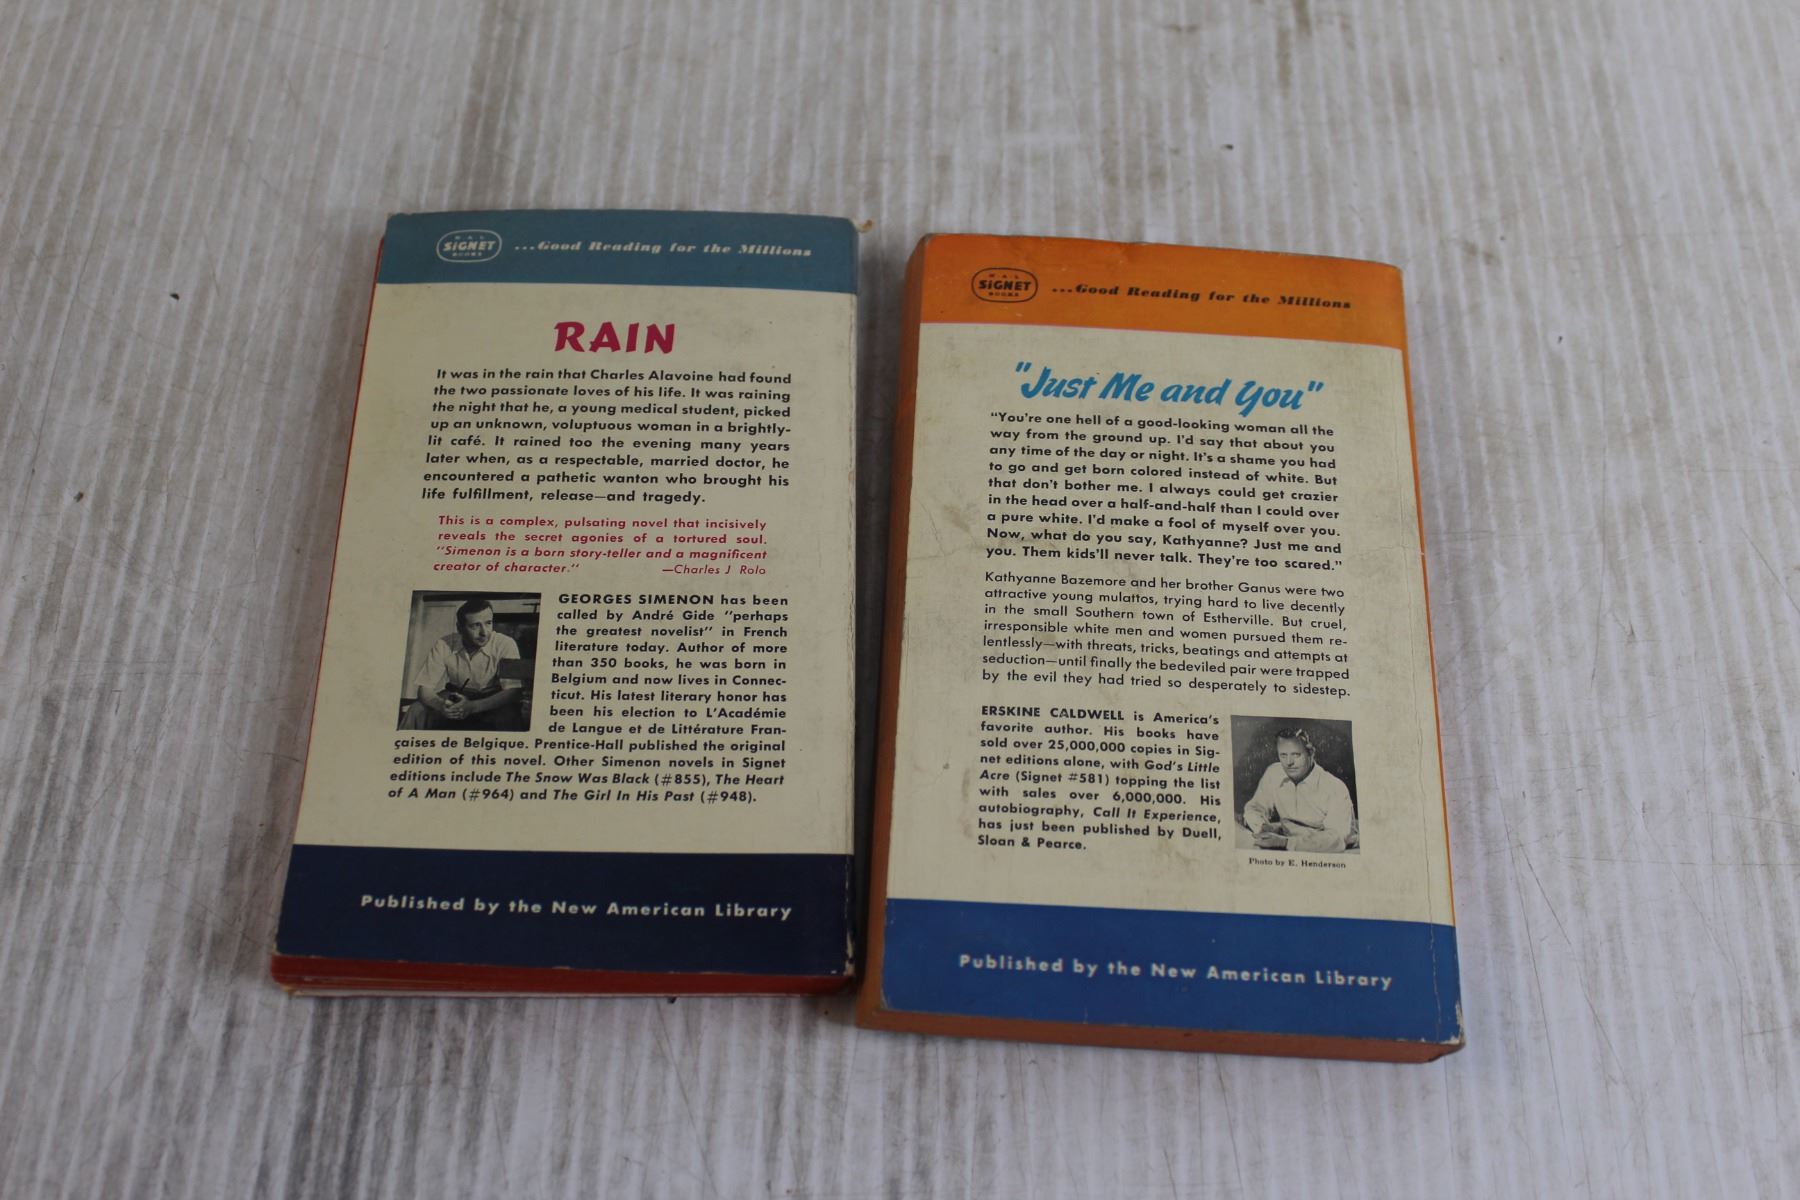 N.A.L
SIGNET
BOOKS
...Good Reading for the Millions
RAIN
It was in the rain that Charles Alavoine had found
the two passionate loves of his life. It was raining
the night that he, a young medical student, picked
up an unknown, voluptuous woman in a brightly-
lit café. It rained too the evening many years
later when, as a respectable, married doctor, he
encountered a pathetic wanton who brought his
life fulfillment, release—and tragedy.
This is a complex, pulsating novel that incisively
reveals the secret agonies of a tortured soul.
"Simenon is a born story-teller and a magnificent
creator of character." —Charles J Rolo
GEORGES SIMENON has been
called by André Gide "perhaps
the greatest novelist" in French
literature today. Author of more
than 350 books, he was born in
Belgium and now lives in Connec-
ticut. His latest literary honor has
been his election to L'Académie
de Langue et de Littérature Fran-
çaises de Belgique. Prentice-Hall published the original
edition of this novel. Other Simenon novels in Signet
editions include The Snow Was Black (#855), The Heart
of A Man (#964) and The Girl In His Past (#948).
Published by the New American Library
N.A.L
SIGNET
BOOKS
...Good Reading for the Millions
"Just Me and You"
"You're one hell of a good-looking woman all the
way from the ground up. I'd say that about you
any time of the day or night. It's a shame you had
to go and get born colored instead of white. But
that don't bother me. I always could get crazier
in the head over a half-and-half than I could over
a pure white. I'd make a fool of myself over you.
Now, what do you say, Kathyanne? Just me and
you. Them kids'll never talk. They're too scared."
Kathyanne Bazemore and her brother Ganus were two
attractive young mulattos, trying hard to live decently
in the small Southern town of Estherville. But cruel,
irresponsible white men and women pursued them re-
lentlessly—with threats, tricks, beatings and attempts at
seduction—until finally the bedeviled pair were trapped
by the evil they had tried so desperately to sidestep.
ERSKINE CALDWELL is America's
favorite author. His books have
sold over 25,000,000 copies in Sig-
net editions alone, with God's Little
Acre (Signet #581) topping the list
with sales over 6,000,000. His
autobiography, Call It Experience,
has just been published by Duell,
Sloan & Pearce.
Photo by E. Henderson
Published by the New American Library